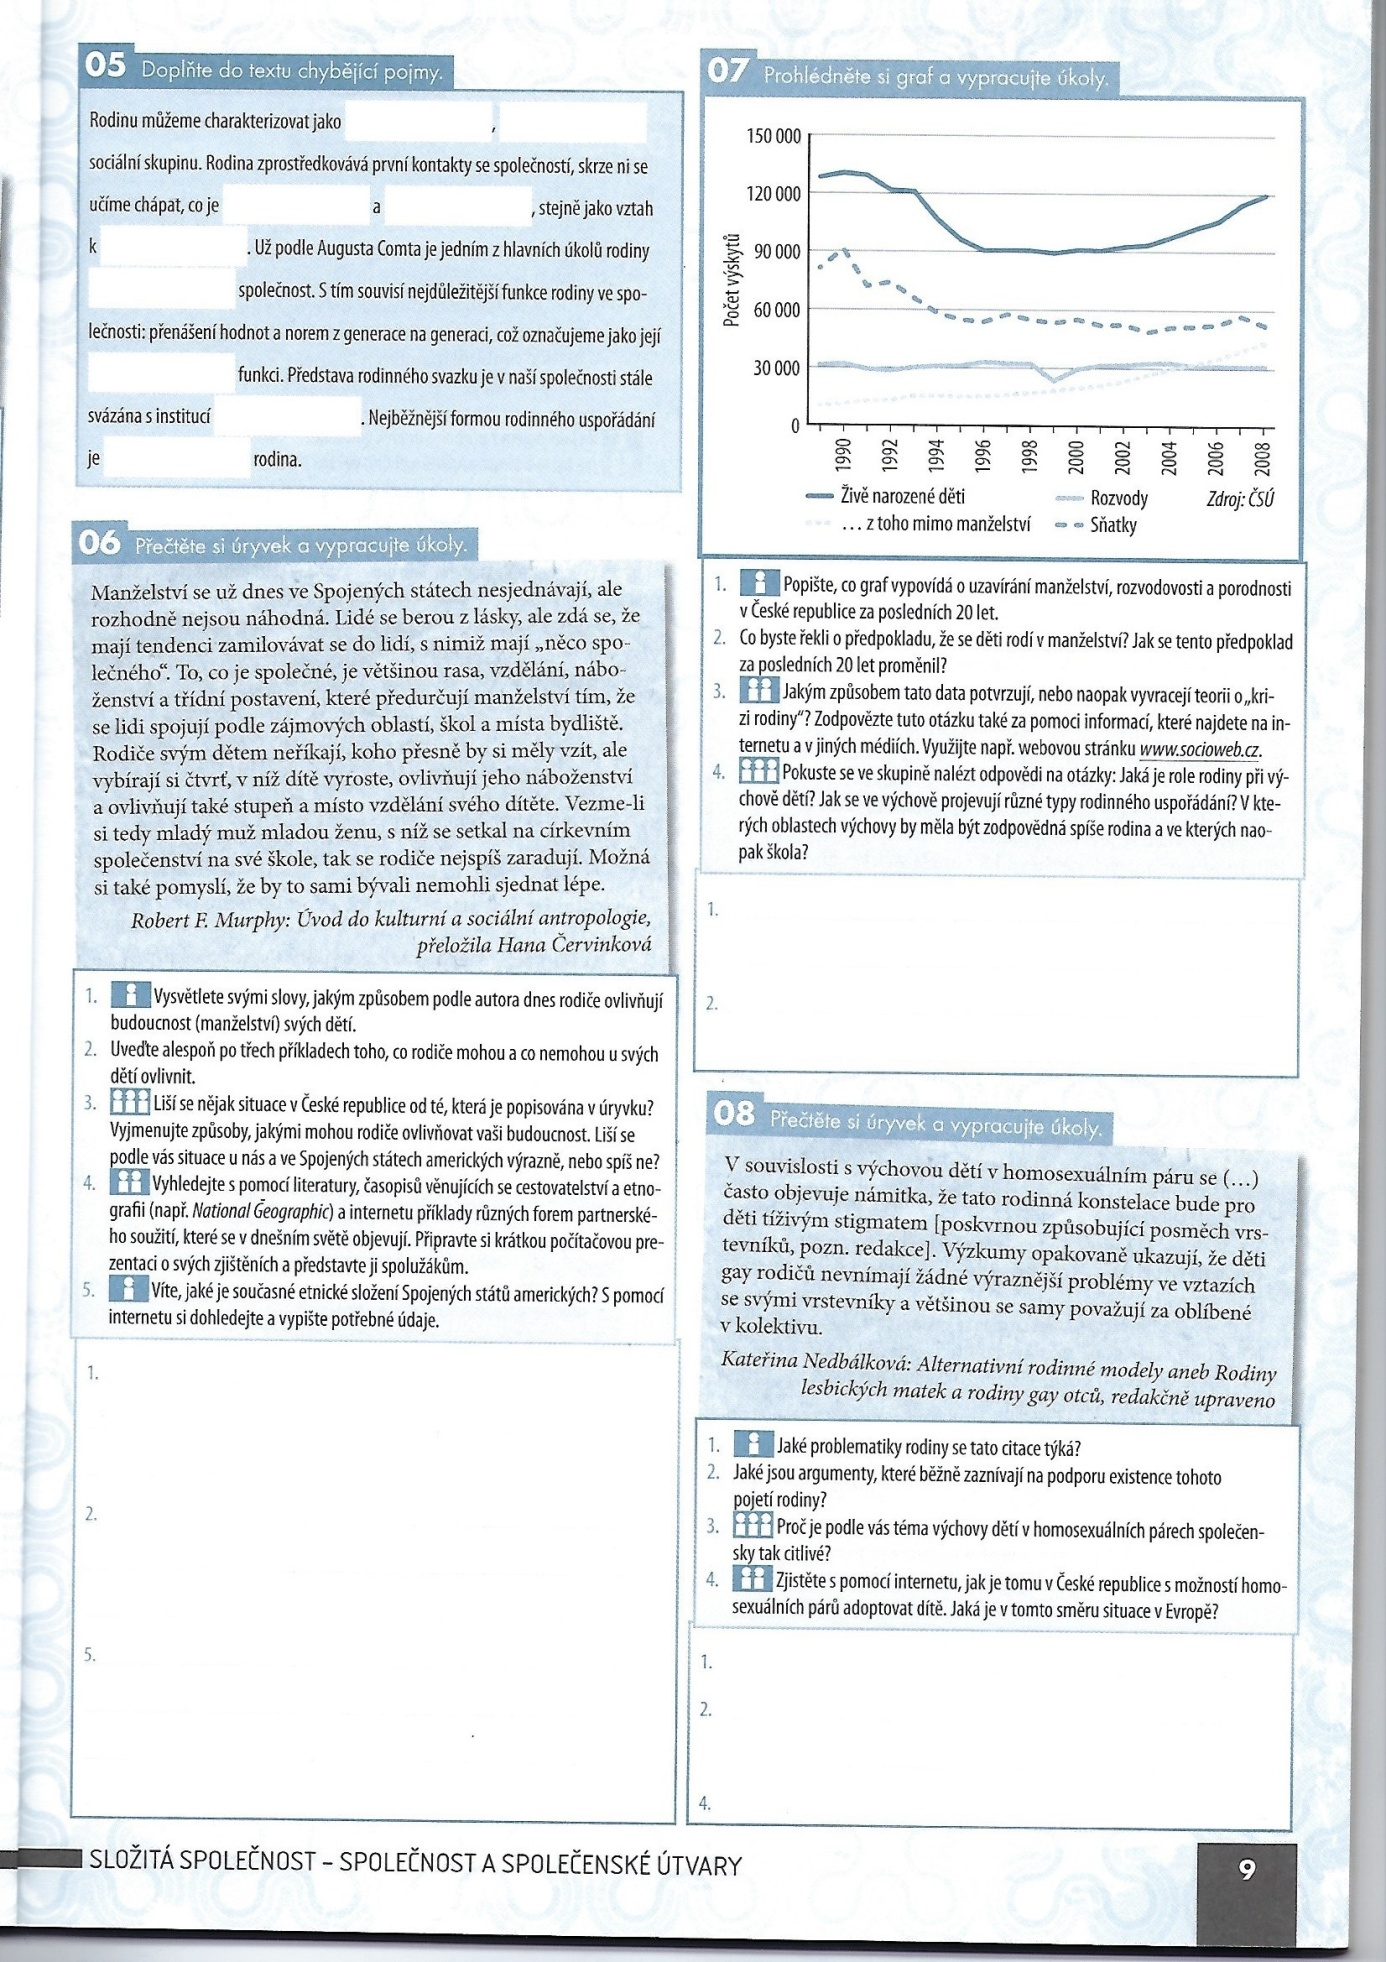 05 Doplňte do textu chybějící pojmy.
Rodinu můžeme charakterizovat jako , 
sociální skupinu. Rodina zprostředkovává první kontakty se společností, skrze ni se
učíme chápat, co je a , stejně jako vztah
k . Už podle Augusta Comta je jedním z hlavních úkolů rodiny
společnost. S tím souvisí nejdůležitější funkce rodiny ve spo-
lečnosti: přenášení hodnot a norem z generace na generaci, což označujeme jako její
funkci. Představa rodinného svazku je v naší společnosti stále
svázána s institucí . Nejběžnější formou rodinného uspořádání
je rodina.
06 Přečtěte si úryvek a vypracujte úkoly.
Manželství se už dnes ve Spojených státech nesjednávají, ale
rozhodně nejsou náhodná. Lidé se berou z lásky, ale zdá se, že
mají tendenci zamilovávat se do lidí, s nimiž mají „něco spo-
lečného“. To, co je společné, je většinou rasa, vzdělání, nábo-
ženství a třídní postavení, které předurčují manželství tím, že
se lidi spojují podle zájmových oblastí, škol a místa bydliště.
Rodiče svým dětem neříkají, koho přesně by si měly vzít, ale
vybírají si čtvrť, v níž dítě vyroste, ovlivňují jeho náboženství
a ovlivňují také stupeň a místo vzdělání svého dítěte. Vezme-li
si tedy mladý muž mladou ženu, s níž se setkal na církevním
společenství na své škole, tak se rodiče nejspíš zaradují. Možná
si také pomyslí, že by to sami bývali nemohli sjednat lépe.
Robert F. Murphy: Úvod do kulturní a sociální antropologie,
přeložila Hana Červinková
1. Vysvětlete svými slovy, jakým způsobem podle autora dnes rodiče ovlivňují
budoucnost (manželství) svých dětí.
2. Uveďte alespoň po třech příkladech toho, co rodiče mohou a co nemohou u svých
dětí ovlivnit.
3. Liší se nějak situace v České republice od té, která je popisována v úryvku?
Vyjmenujte způsoby, jakými mohou rodiče ovlivňovat vaši budoucnost. Liší se
podle vás situace u nás a ve Spojených státech amerických výrazně, nebo spíš ne?
4. Vyhledejte s pomocí literatury, časopisů věnujících se cestovatelství a etno-
grafii (např. National Geographic) a internetu příklady různých forem partnerské-
ho soužití, které se v dnešním světě objevují. Připravte si krátkou počítačovou pre-
zentaci o svých zjištěních a představte ji spolužákům.
5. Víte, jaké je současné etnické složení Spojených států amerických? S pomocí
internetu si dohledejte a vypište potřebné údaje.
1.
2.
5.
07 Prohlédněte si graf a vypracujte úkoly.
Počet výskytů
150 000
120 000
90 000
60 000
30 000
0
1990 1992 1994 1996 1998 2000 2002 2004 2006 2008
Živě narozené děti Rozvody Zdroj: ČSÚ
... z toho mimo manželství Sňatky
1. Popište, co graf vypovídá o uzavírání manželství, rozvodovosti a porodnosti
v České republice za posledních 20 let.
2. Co byste řekli o předpokladu, že se děti rodí v manželství? Jak se tento předpoklad
za posledních 20 let proměnil?
3. Jakým způsobem tato data potvrzují, nebo naopak vyvracejí teorii o „kri-
zi rodiny“? Zodpovězte tuto otázku také za pomoci informací, které najdete na in-
ternetu a v jiných médiích. Využijte např. webovou stránku www.socioweb.cz.
4. Pokuste se ve skupině nalézt odpovědi na otázky: Jaká je role rodiny při vý-
chově dětí? Jak se ve výchově projevují různé typy rodinného uspořádání? V kte-
rých oblastech výchovy by měla být zodpovědná spíše rodina a ve kterých nao-
pak škola?
1.
2.
08 Přečtěte si úryvek a vypracujte úkoly.
V souvislosti s výchovou dětí v homosexuálním páru se (...)
často objevuje námitka, že tato rodinná konstelace bude pro
děti tíživým stigmatem [poskvrnou způsobující posměch vrs-
tevníků, pozn. redakce]. Výzkumy opakovaně ukazují, že děti
gay rodičů nevnímají žádné výraznější problémy ve vztazích
se svými vrstevníky a většinou se samy považují za oblíbené
v kolektivu.
Kateřina Nedbálková: Alternativní rodinné modely aneb Rodiny
lesbických matek a rodiny gay otců, redakčně upraveno
1. Jaké problematiky rodiny se tato citace týká?
2. Jaké jsou argumenty, které běžně zaznívají na podporu existence tohoto
pojetí rodiny?
3. Proč je podle vás téma výchovy dětí v homosexuálních párech společen-
sky tak citlivé?
4. Zjistěte s pomocí internetu, jak je tomu v České republice s možností homo-
sexuálních párů adoptovat dítě. Jaká je v tomto směru situace v Evropě?
1.
2.
4.
SLOŽITÁ SPOLEČNOST – SPOLEČNOST A SPOLEČENSKÉ ÚTVARY
9